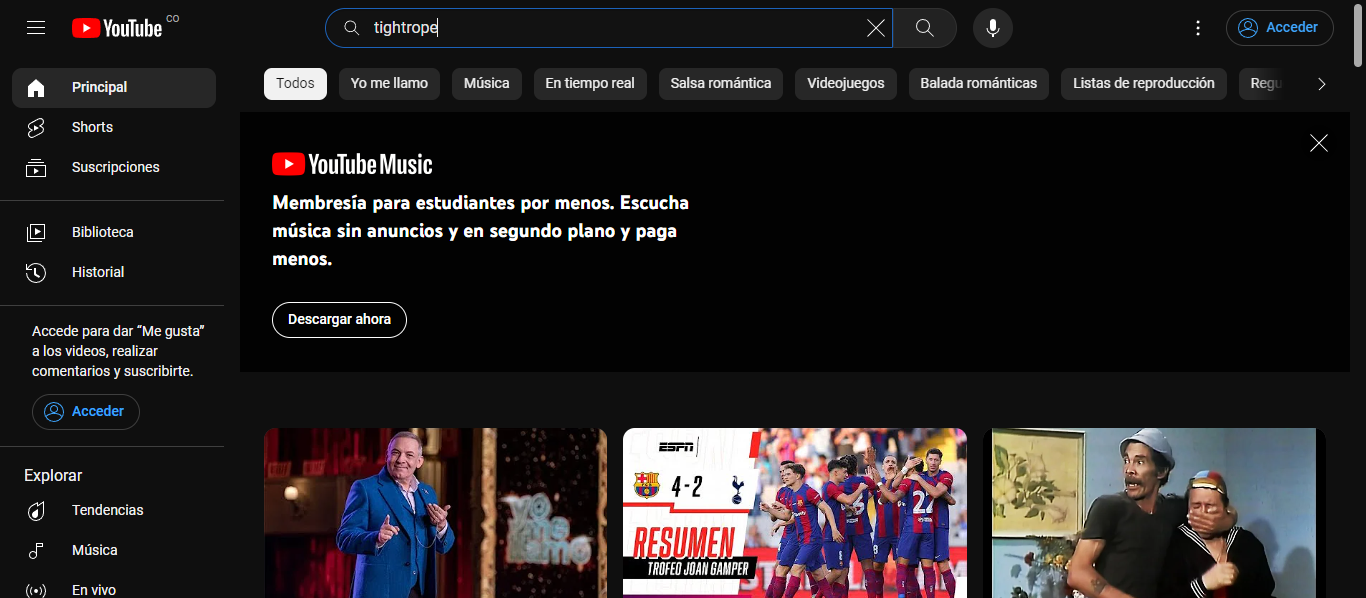 YouTube CO
tightrope
Acceder
Principal
Shorts
Suscripciones
Biblioteca
Historial
Accede para dar “Me gusta”
a los videos, realizar
comentarios y suscribirte.
Acceder
Explorar
Tendencias
Música
En vivo
Todos
Yo me llamo
Música
En tiempo real
Salsa romántica
Videojuegos
Balada románticas
Listas de reproducción
Regu
YouTube Music
Membresía para estudiantes por menos. Escucha
música sin anuncios y en segundo plano y paga
menos.
Descargar ahora
yo
me
llamo
ESPN
4-2
RESUMEN
TROFEO JOAN GAMPER
22